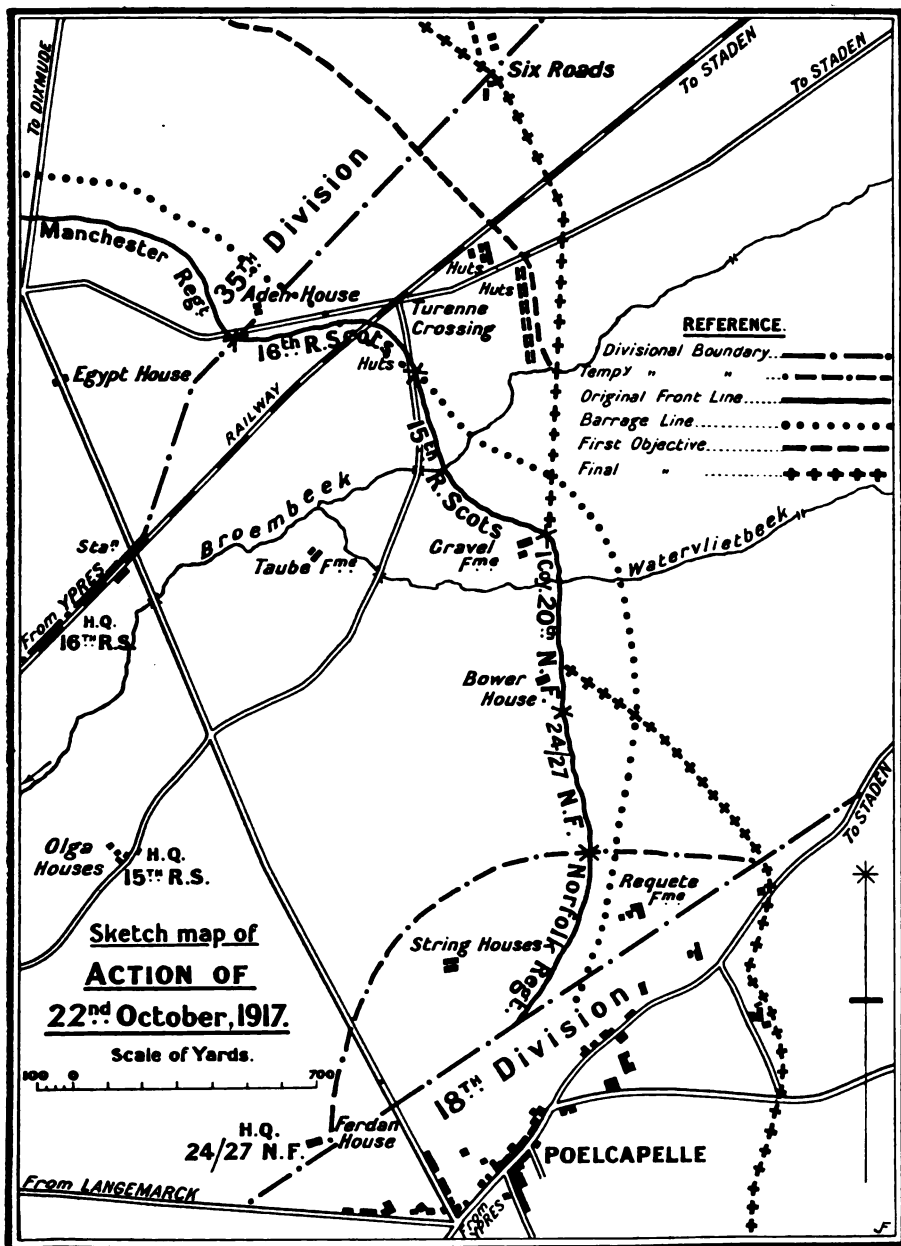 To DIXMUDE
Six Roads
To STADEN
To STADEN
35TH Division
Manchester Regt.
Aden House
Huts
Huts
Turenne
Crossing
16th R. Scots
Huts
Egypt House
RAILWAY
REFERENCE.
Divisional Boundary...
Tempy " " ...
Original Front Line.......
Barrage Line.............
First Objective...........
Final " .............
15th R. Scots
Broembeek
Stan
Taube Fme
Gravel
Fme
Watervlietbeek
From YPRES
H.Q.
16TH R.S.
1 Coy. 20th N.F.
Bower
House
24/27 N.F.
To STADEN
Olga
Houses
H.Q.
15TH R.S.
Norfolk Regt.
Requete
Fme
String Houses
Sketch map of
ACTION OF
22nd October, 1917.
Scale of Yards.
100 0 700
18TH Division
H.Q.
24/27 N.F.
Ferdan
House
POELCAPELLE
From LANGEMARCK
From
YPRES